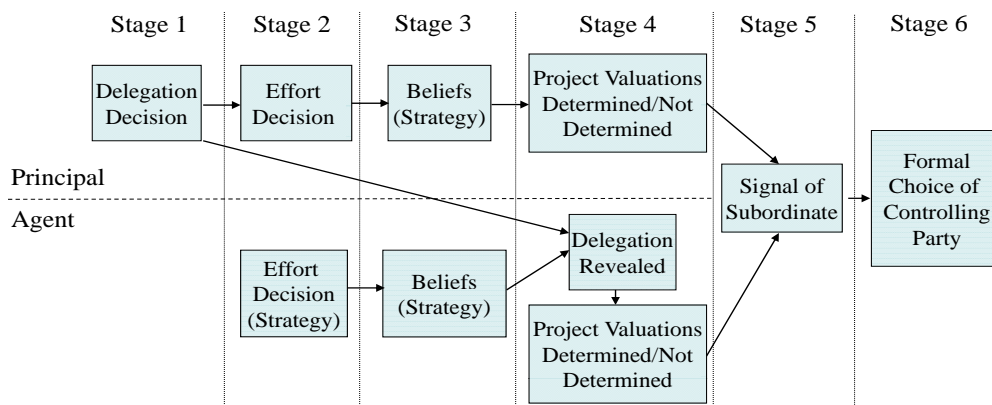 Stage 1
Stage 2
Stage 3
Stage 4
Stage 5
Stage 6
Delegation
Decision
Effort
Decision
Beliefs
(Strategy)
Project Valuations
Determined/Not
Determined
Principal
Agent
Signal of
Subordinate
Formal
Choice of
Controlling
Party
Effort
Decision
(Strategy)
Beliefs
(Strategy)
Delegation
Revealed
Project Valuations
Determined/Not
Determined